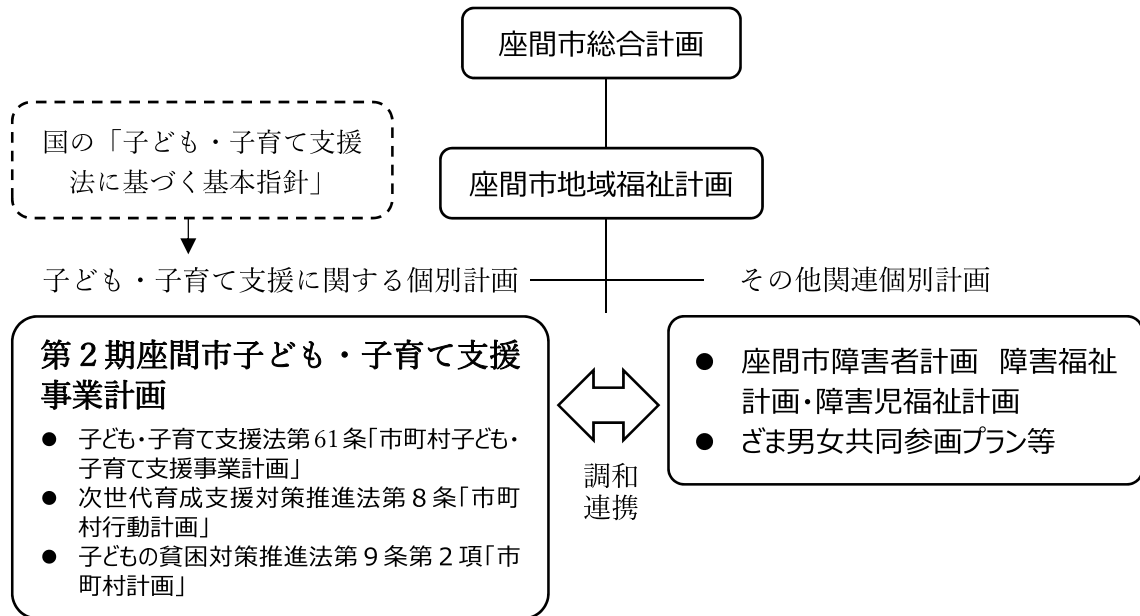 座間市総合計画
国の「子ども・子育て支援
法に基づく基本指針」
座間市地域福祉計画
子ども・子育て支援に関する個別計画
その他関連個別計画
第２期座間市子ども・子育て支援
事業計画
● 子ども・子育て支援法第61条「市町村子ども・
子育て支援事業計画」
● 次世代育成支援対策推進法第８条「市町
村行動計画」
● 子どもの貧困対策推進法第９条第２項「市
町村計画」
調和
連携
● 座間市障害者計画　障害福祉
計画・障害児福祉計画
● ざま男女共同参画プラン等